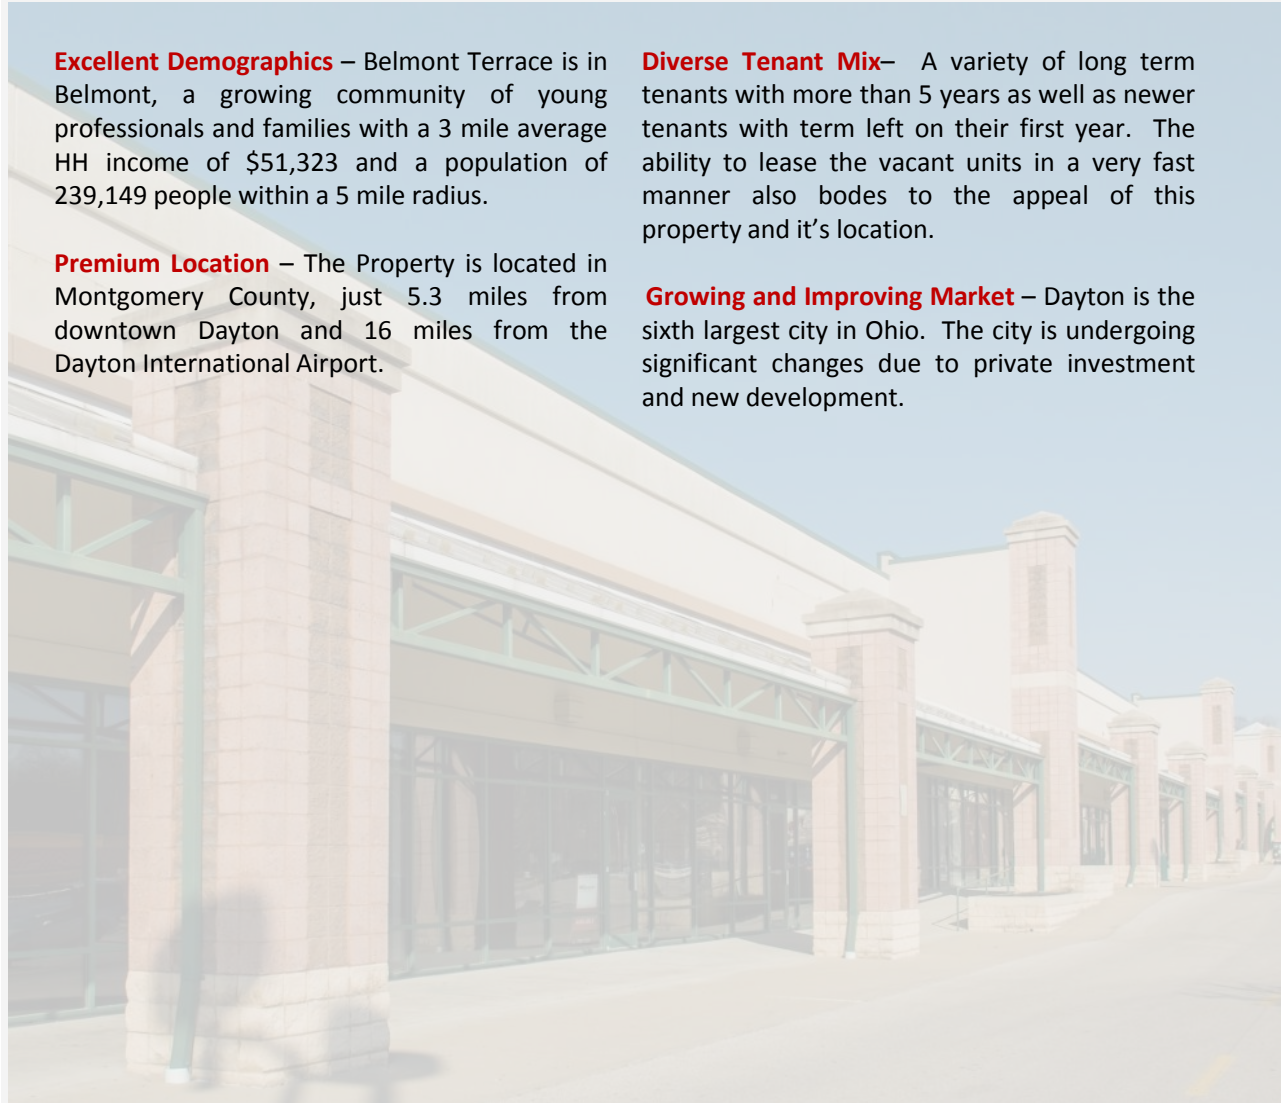 Excellent Demographics – Belmont Terrace is in
Belmont, a growing community of young
professionals and families with a 3 mile average
HH income of $51,323 and a population of
239,149 people within a 5 mile radius.
Premium Location – The Property is located in
Montgomery County, just 5.3 miles from
downtown Dayton and 16 miles from the
Dayton International Airport.
Diverse Tenant Mix– A variety of long term
tenants with more than 5 years as well as newer
tenants with term left on their first year. The
ability to lease the vacant units in a very fast
manner also bodes to the appeal of this
property and it's location.
Growing and Improving Market – Dayton is the
sixth largest city in Ohio. The city is undergoing
significant changes due to private investment
and new development.